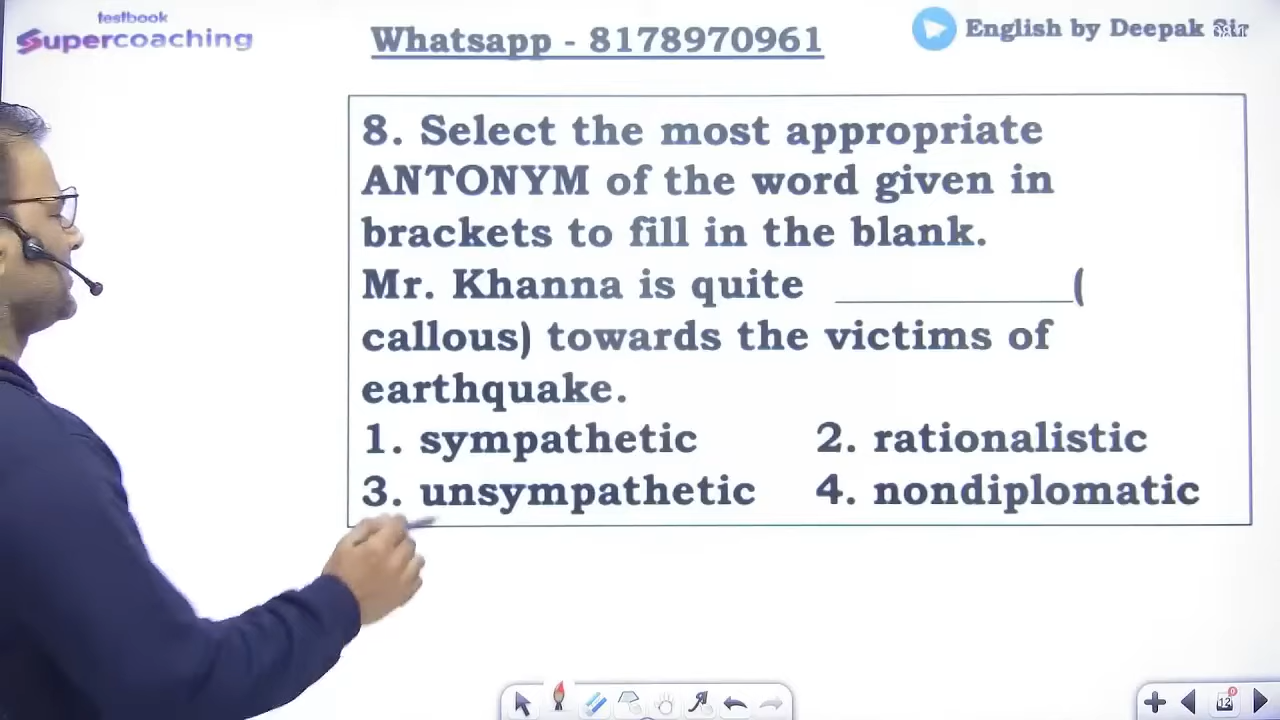 testbook
Supercoaching
Whatsapp - 8178970961
English by Deepak Sir
8. Select the most appropriate
ANTONYM of the word given in
brackets to fill in the blank.
Mr. Khanna is quite __________(
callous) towards the victims of
earthquake.
1. sympathetic 2. rationalistic
3. unsympathetic 4. nondiplomatic
12